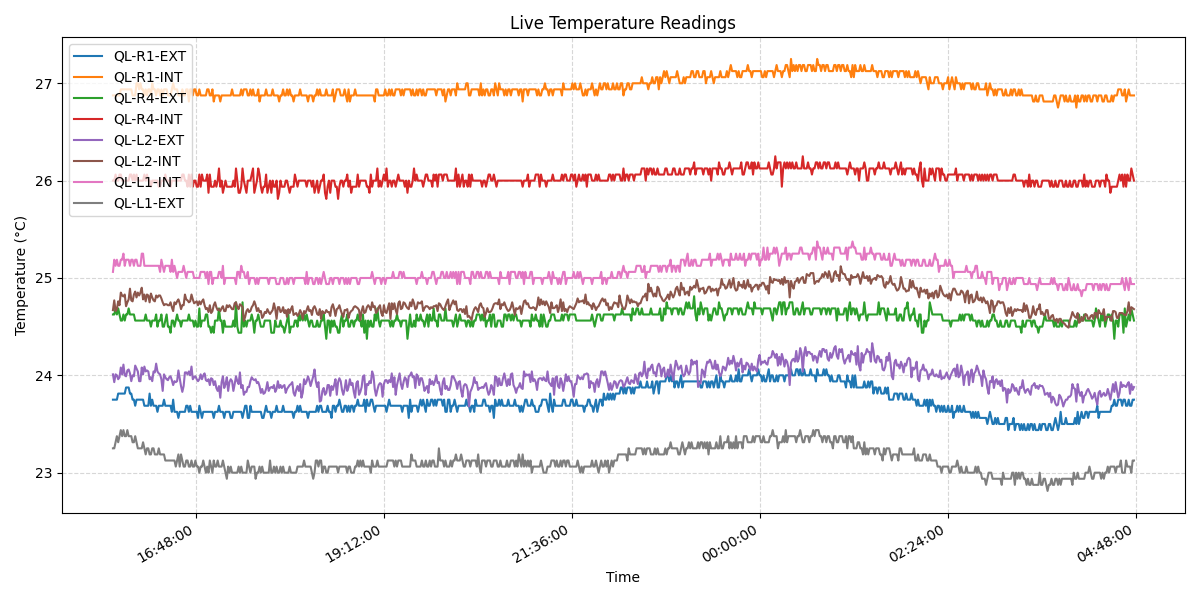 Live Temperature Readings
QL-R1-EXT
QL-R1-INT
QL-R4-EXT
QL-R4-INT
QL-L2-EXT
QL-L2-INT
QL-L1-INT
QL-L1-EXT
Temperature (°C)
27
26
25
24
23
16:48:00
19:12:00
21:36:00
00:00:00
02:24:00
04:48:00
Time